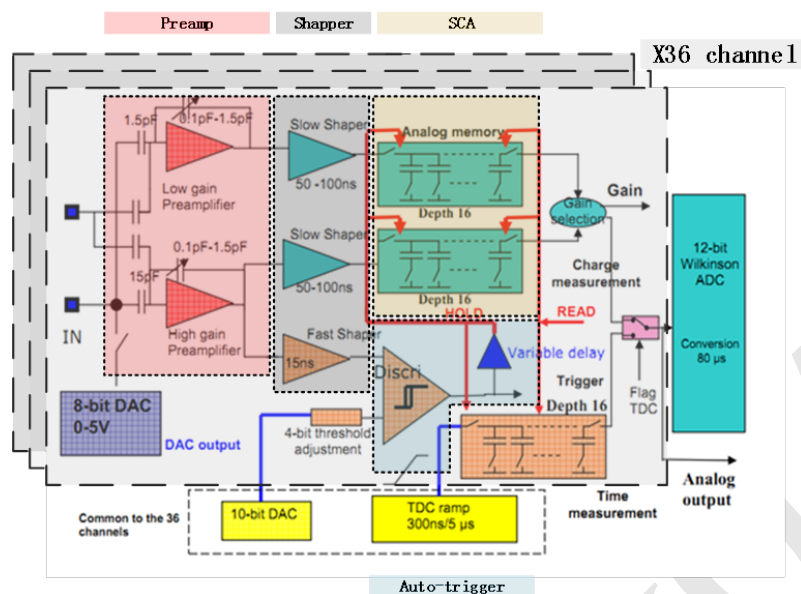 Preamp
Shapper
SCA
X36 channel
1.5pF
0.1pF-1.5pF
Low gain
Preamplifier
Slow Shaper
50 -100ns
Analog memory
Depth 16
Gain
selection
Gain
0.1pF-1.5pF
15pF
High gain
Preamplifier
IN
Slow Shaper
50-100ns
Depth 16
HOLD
READ
Charge
measurement
12-bit
Wilkinson
ADC
Conversion
80 µs
Fast Shaper
15ns
Discri
Variable delay
Trigger
Depth 16
Flag
TDC
8-bit DAC
0-5V
DAC output
4-bit threshold
adjustment
Analog
output
Time
measurement
Common to the 36
channels
10-bit DAC
TDC ramp
300ns/5 µs
Auto-trigger